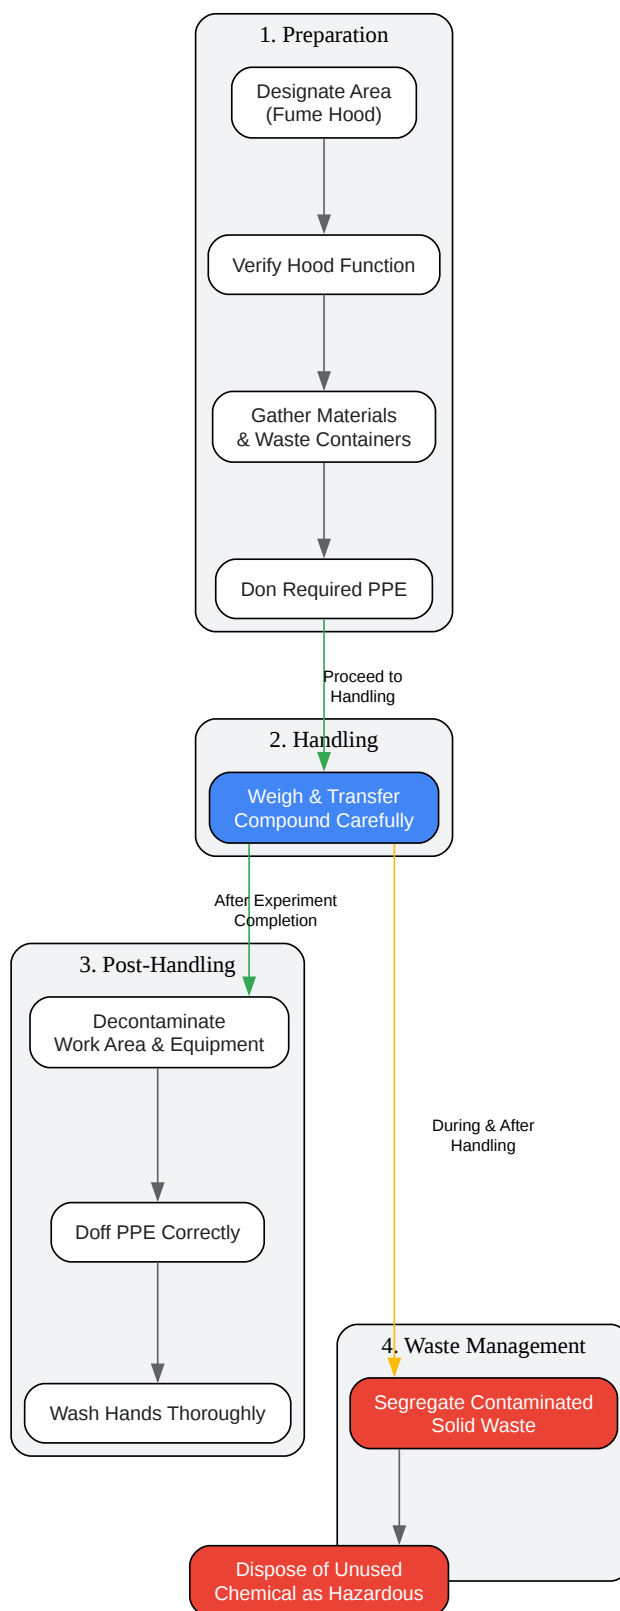 1. Preparation
Designate Area
(Fume Hood)
Verify Hood Function
Gather Materials
& Waste Containers
Don Required PPE
Proceed to
Handling
2. Handling
Weigh & Transfer
Compound Carefully
After Experiment
Completion
3. Post-Handling
Decontaminate
Work Area & Equipment
During & After
Handling
Doff PPE Correctly
4. Waste Management
Wash Hands Thoroughly
Segregate Contaminated
Solid Waste
Dispose of Unused
Chemical as Hazardous